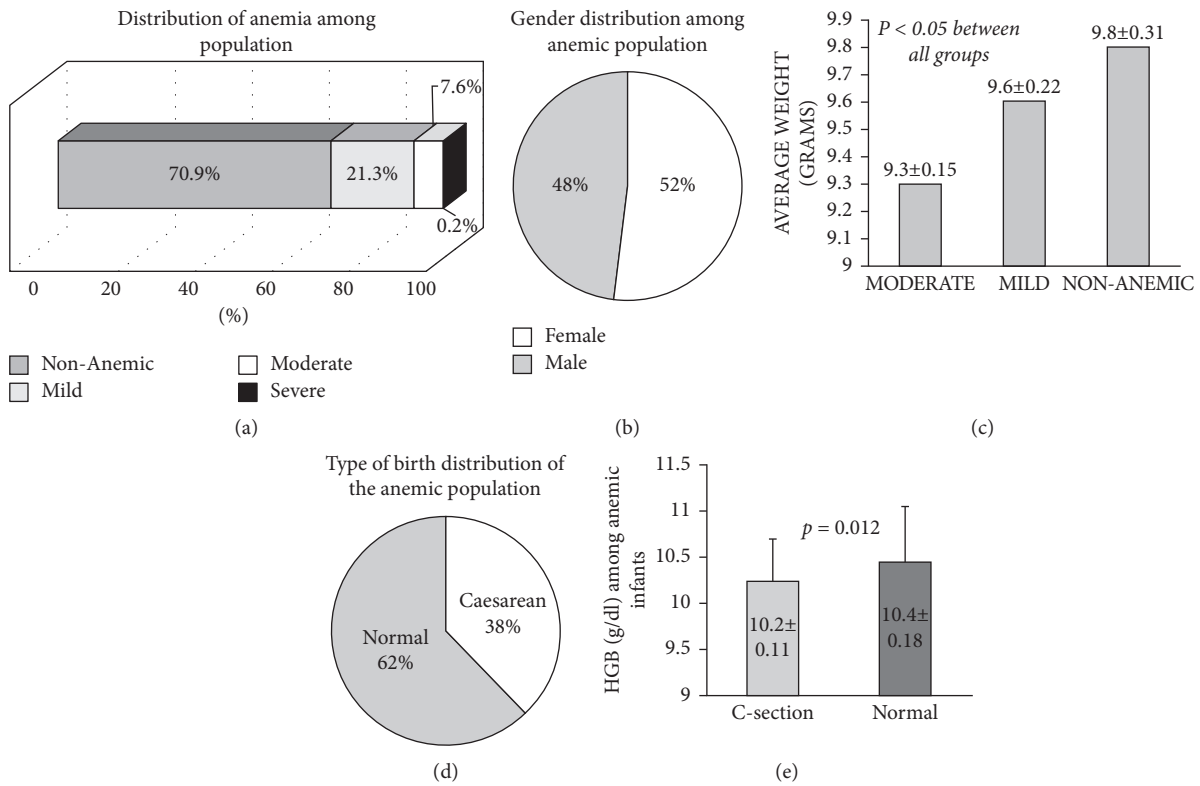 Distribution of anemia among
population
70.9%
21.3%
7.6%
0.2%
0
20
40
60
80
100
(%)
Non-Anemic
Mild
Moderate
Severe
(a)
Gender distribution among
anemic population
48%
52%
Female
Male
(b)
AVERAGE WEIGHT
(GRAMS)
9.9
9.8
9.7
9.6
9.5
9.4
9.3
9.2
9.1
9
P < 0.05 between
all groups
9.3±0.15
9.6±0.22
9.8±0.31
MODERATE
MILD
NON-ANEMIC
(c)
Type of birth distribution of
the anemic population
Caesarean
38%
Normal
62%
(d)
HGB (g/dl) among anemic
infants
11.5
11
10.5
10
9.5
9
p = 0.012
10.2±
0.11
10.4±
0.18
C-section
Normal
(e)